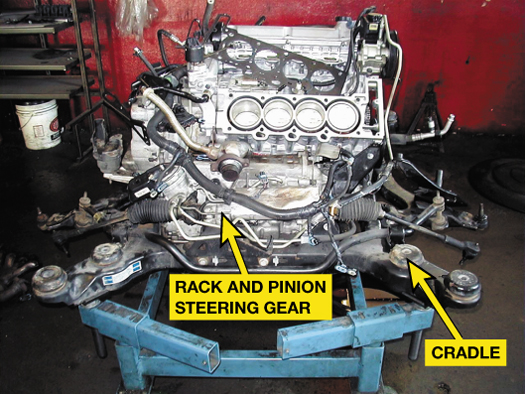 RACK AND PINION
STEERING GEAR
CRADLE